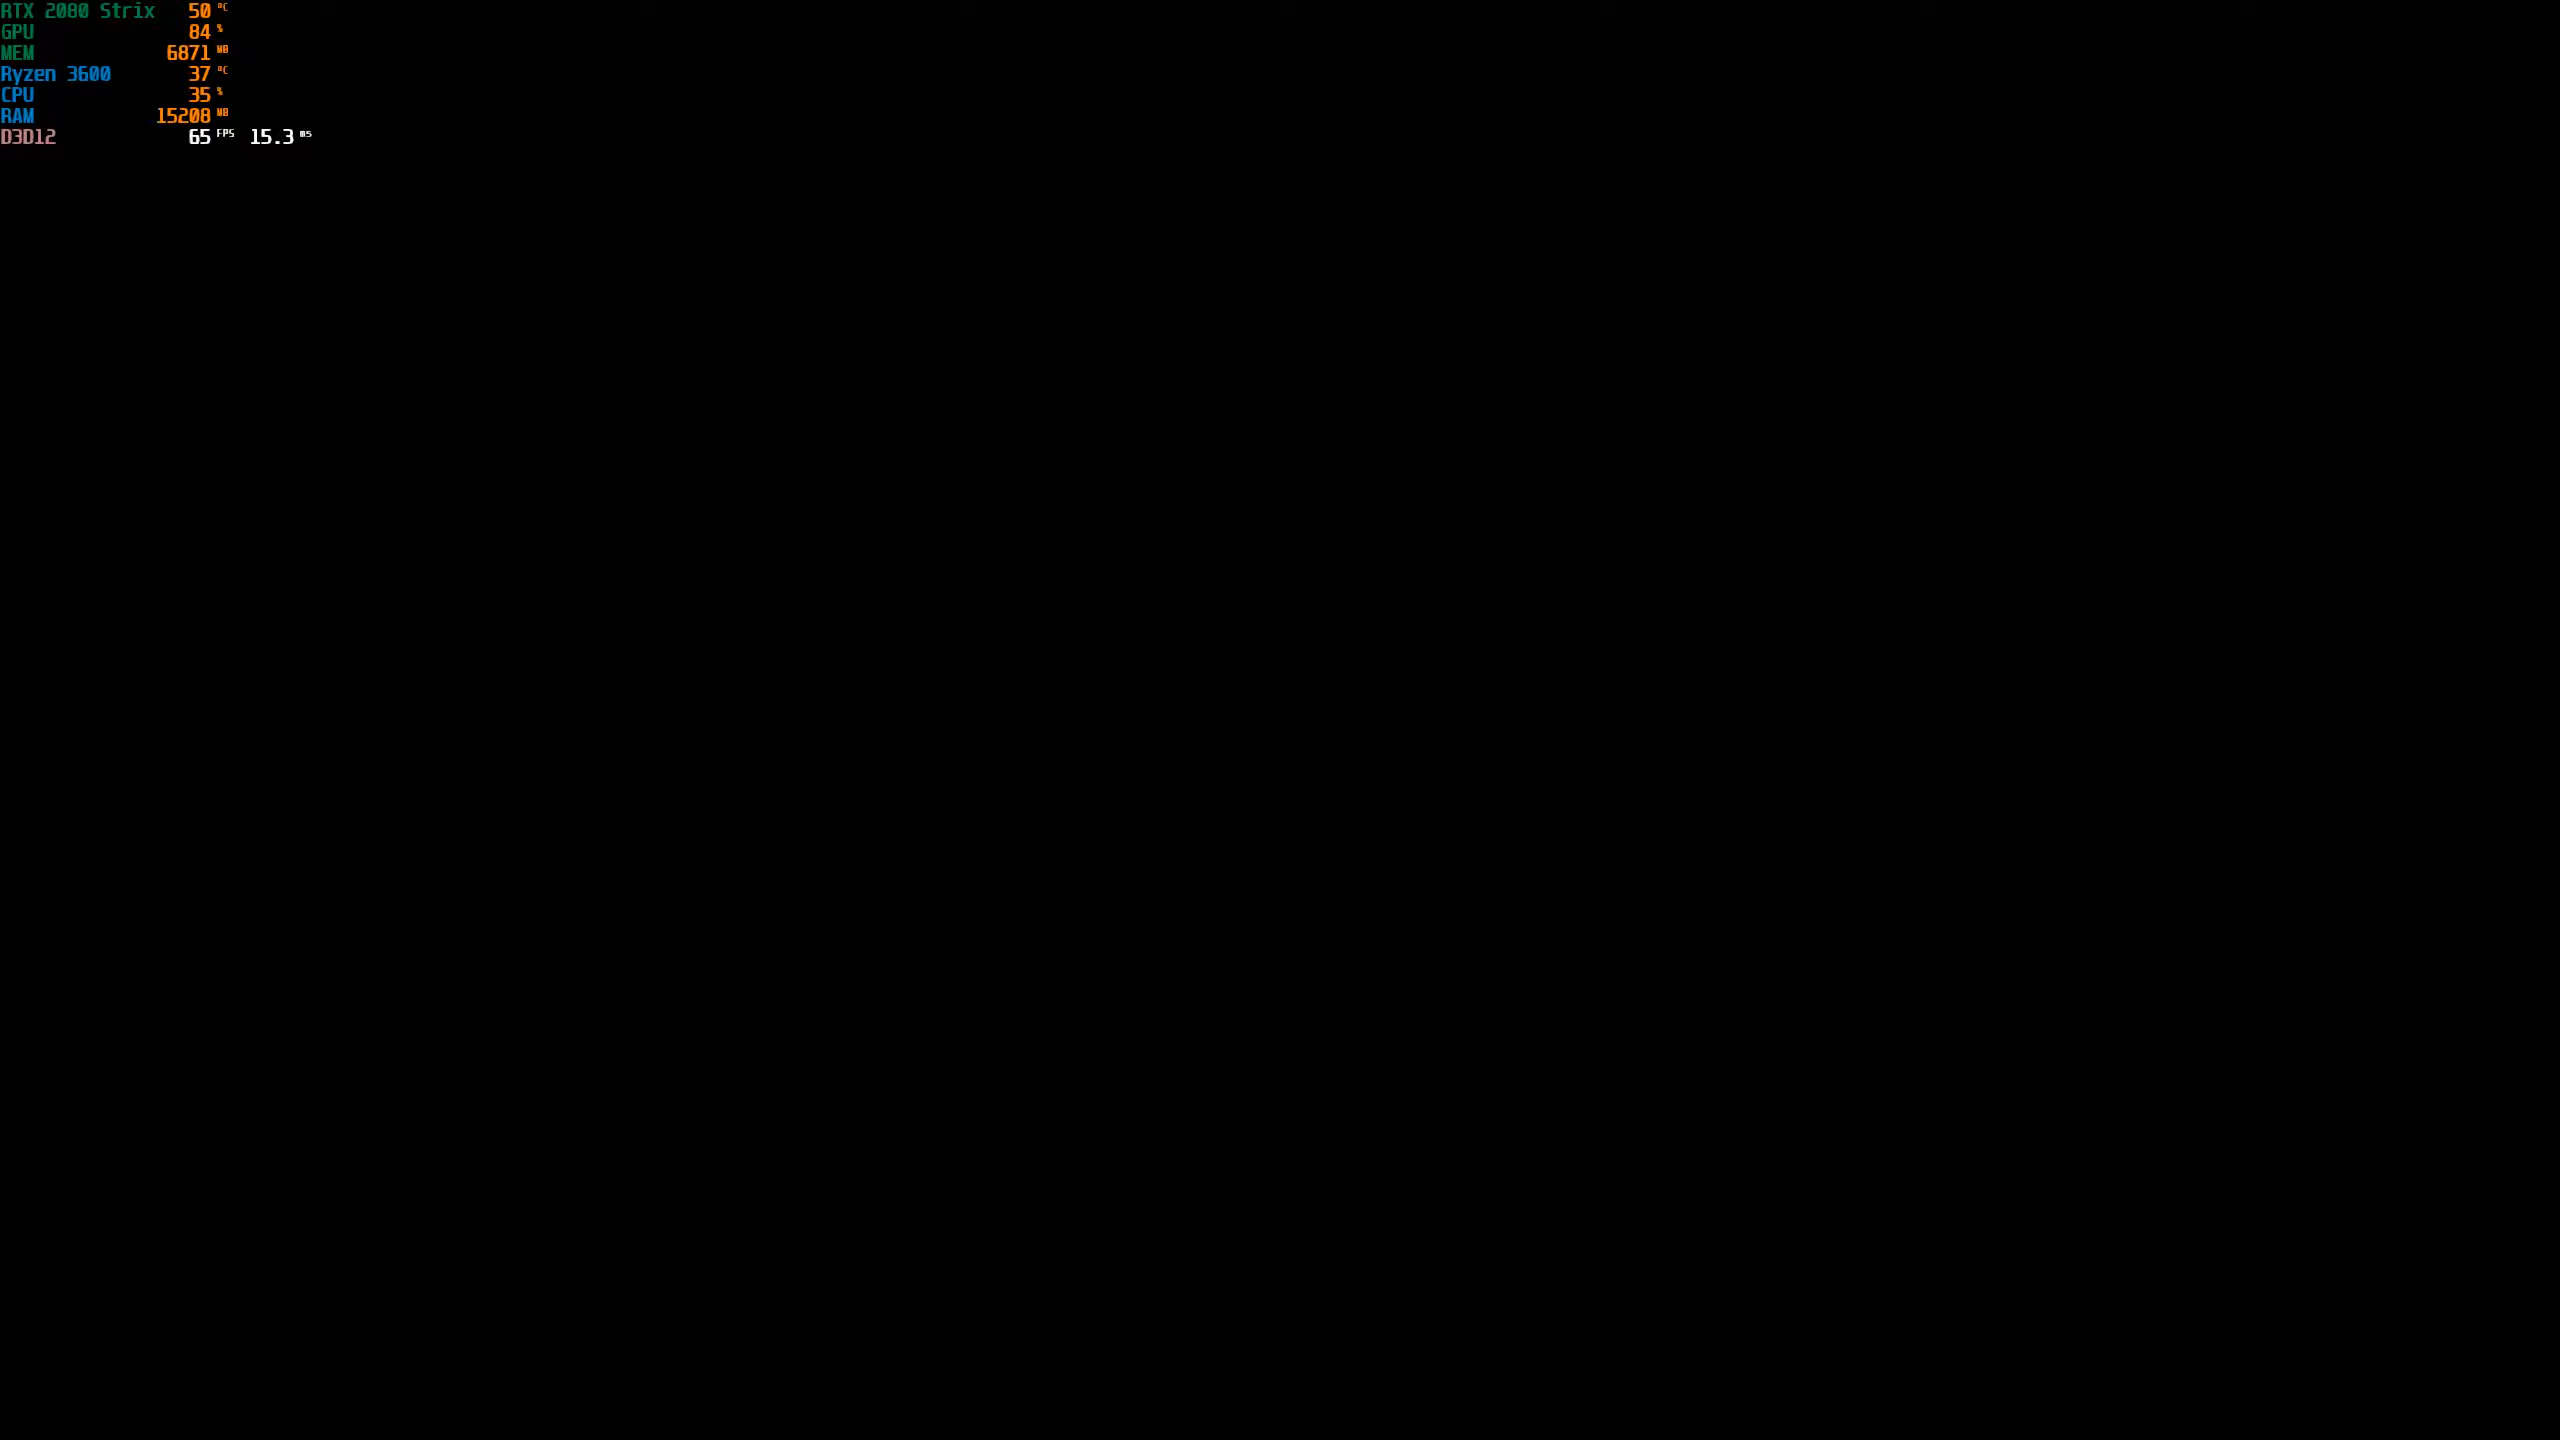 RTX 2080 Strix 50 °C
GPU 84 %
MEM 6871 MB
Ryzen 3600 37 °C
CPU 35 %
RAM 15208 MB
D3D12 65 FPS 15.3 ms